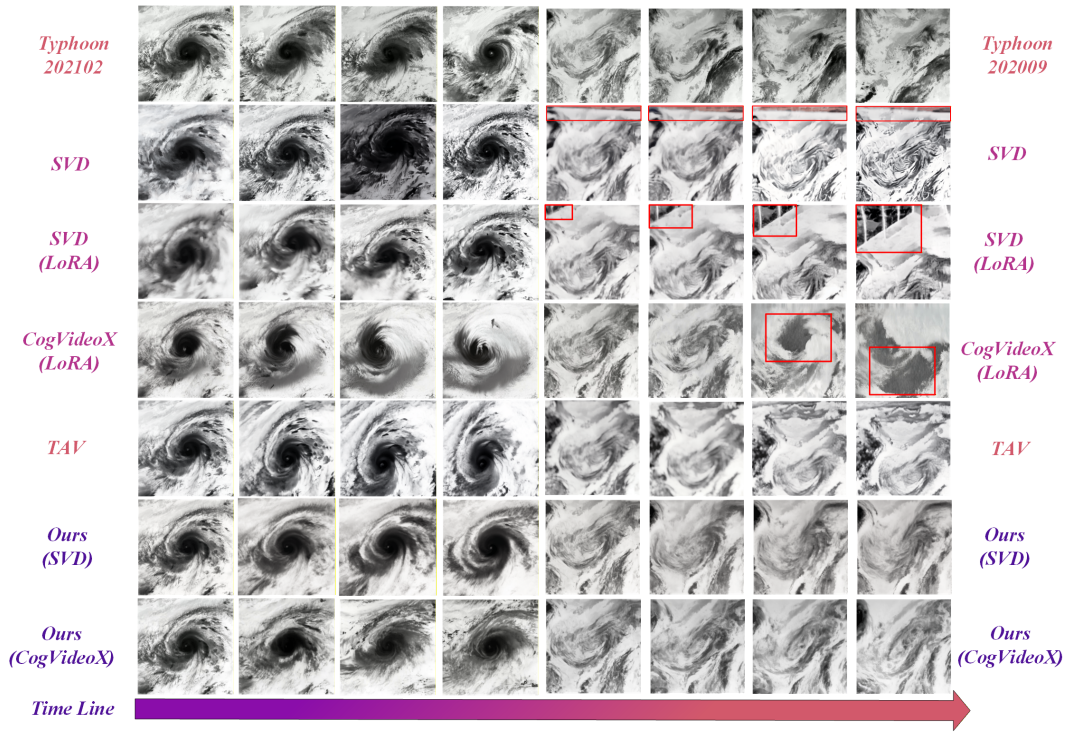 Typhoon
202102
Typhoon
202009
SVD
SVD
SVD
(LoRA)
SVD
(LoRA)
CogVideoX
(LoRA)
CogVideoX
(LoRA)
TAV
TAV
Ours
(SVD)
Ours
(SVD)
Ours
(CogVideoX)
Ours
(CogVideoX)
Time Line